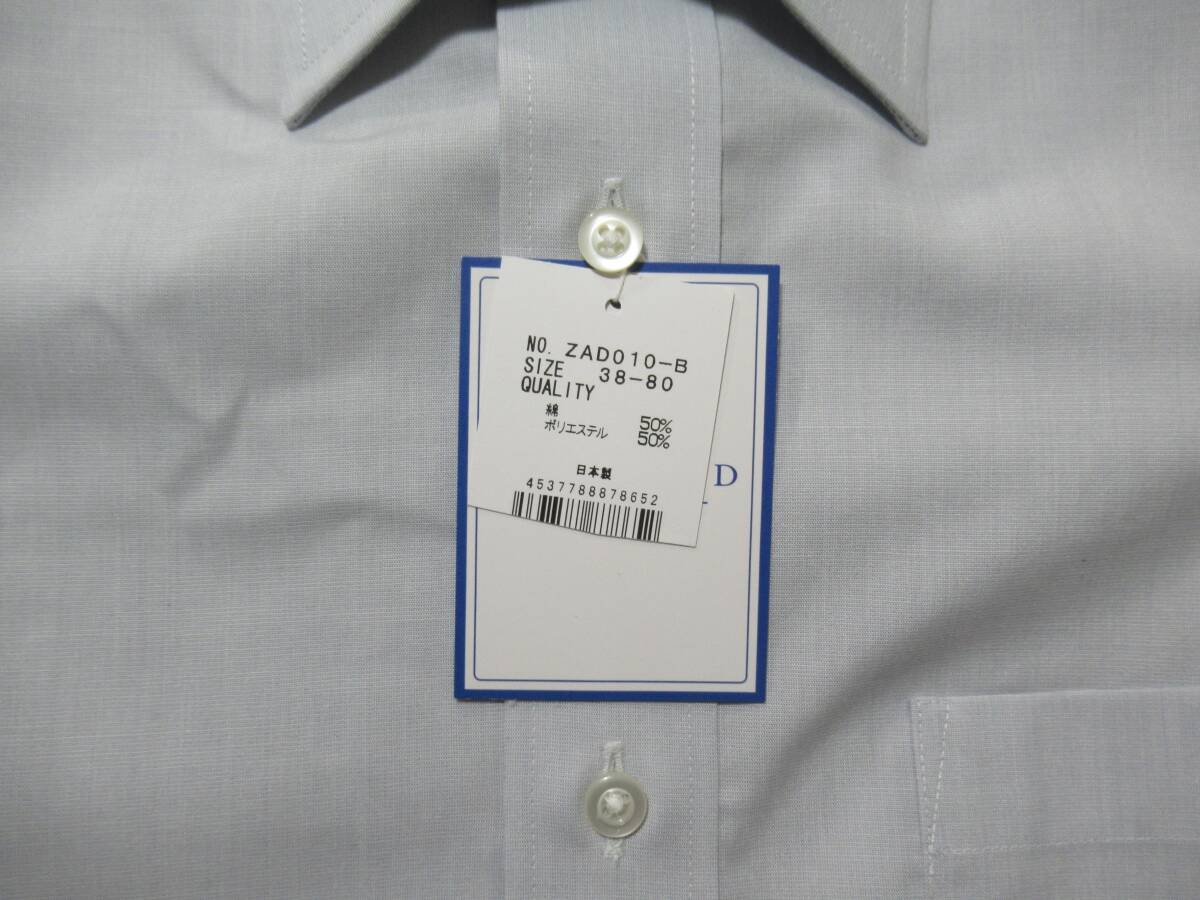 NO. ZAD010-B
SIZE 38-80
QUALITY
綿 50%
ポリエステル 50%
日本製
4537788878652
D